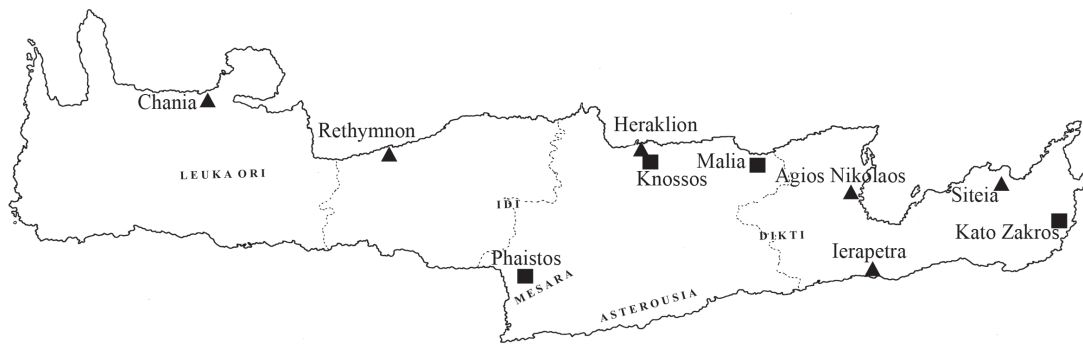 Chania
Rethymnon
Heraklion
Knossos
Malia
Agios Nikolaos
Siteia
LEUKA ORI
IDI
DIKTI
Kato Zakros
Phaistos
Ierapetra
MESARA
ASTEROUSIA